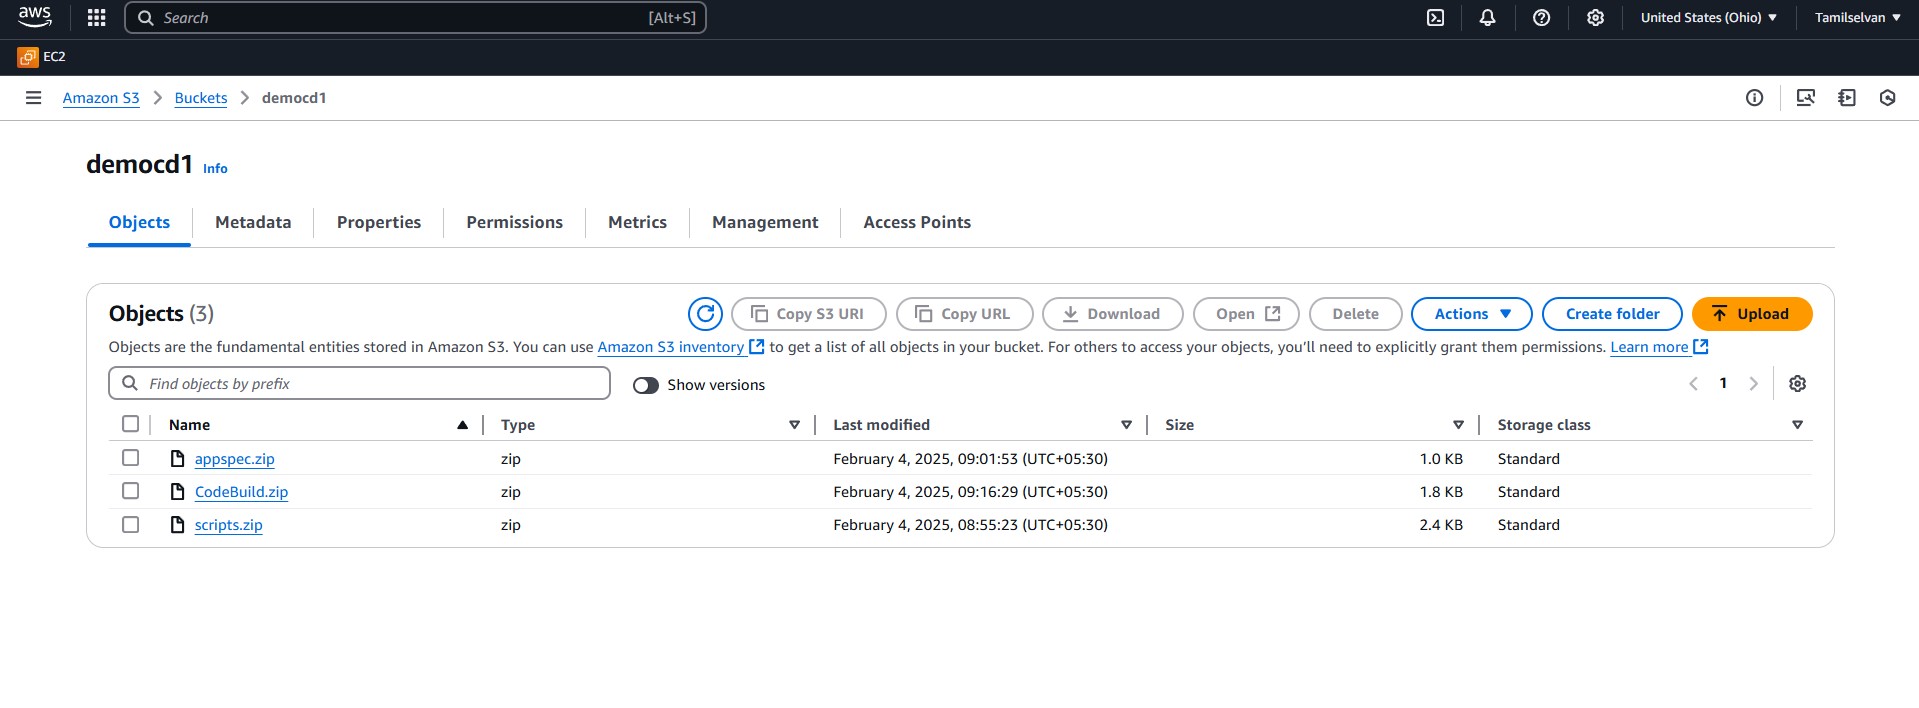 aws Search [Alt+S] United States (Ohio) Tamilselvan
EC2
Amazon S3 Buckets democd1
democd1 Info
Objects Metadata Properties Permissions Metrics Management Access Points
Objects (3) Copy S3 URI Copy URL Download Open Delete Actions Create folder Upload
Objects are the fundamental entities stored in Amazon S3. You can use Amazon S3 inventory to get a list of all objects in your bucket. For others to access your objects, you’ll need to explicitly grant them permissions. Learn more
Find objects by prefix Show versions 1
Name Type Last modified Size Storage class
appspec.zip zip February 4, 2025, 09:01:53 (UTC+05:30) 1.0 KB Standard
CodeBuild.zip zip February 4, 2025, 09:16:29 (UTC+05:30) 1.8 KB Standard
scripts.zip zip February 4, 2025, 08:55:23 (UTC+05:30) 2.4 KB Standard